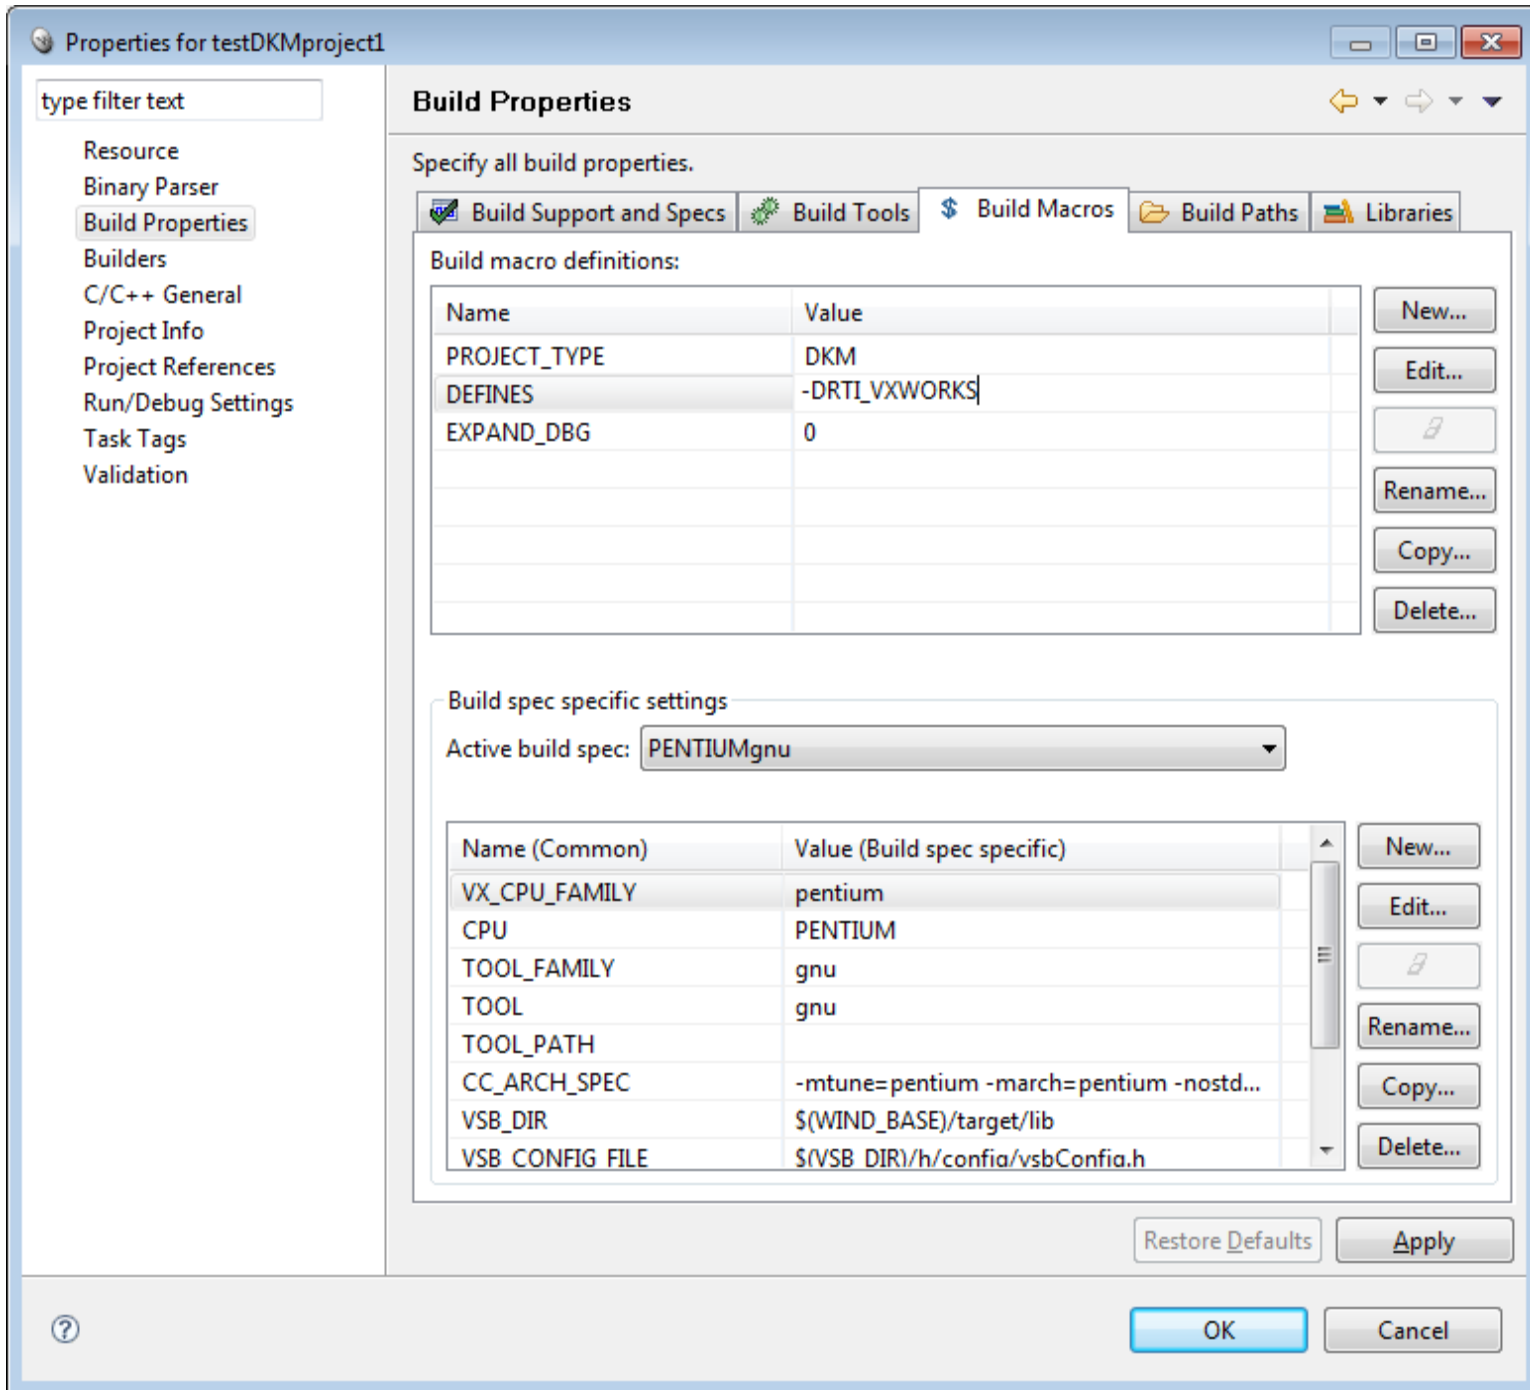 Properties for testDKMproject1
type filter text
Resource
Binary Parser
Build Properties
Builders
C/C++ General
Project Info
Project References
Run/Debug Settings
Task Tags
Validation
Build Properties
Specify all build properties.
Build Support and Specs
Build Tools
$ Build Macros
Build Paths
Libraries
Build macro definitions:
Name Value
PROJECT_TYPE DKM
DEFINES -DRTI_VXWORKS
EXPAND_DBG 0
New...
Edit...
Rename...
Copy...
Delete...
Build spec specific settings
Active build spec: PENTIUMgnu
Name (Common) Value (Build spec specific)
VX_CPU_FAMILY pentium
CPU PENTIUM
TOOL_FAMILY gnu
TOOL gnu
TOOL_PATH
CC_ARCH_SPEC -mtune=pentium -march=pentium -nostd...
VSB_DIR $(WIND_BASE)/target/lib
VSB_CONFIG_FILE $(VSB_DIR)/h/config/vsbConfig.h
New...
Edit...
Rename...
Copy...
Delete...
Restore Defaults
Apply
?
OK
Cancel